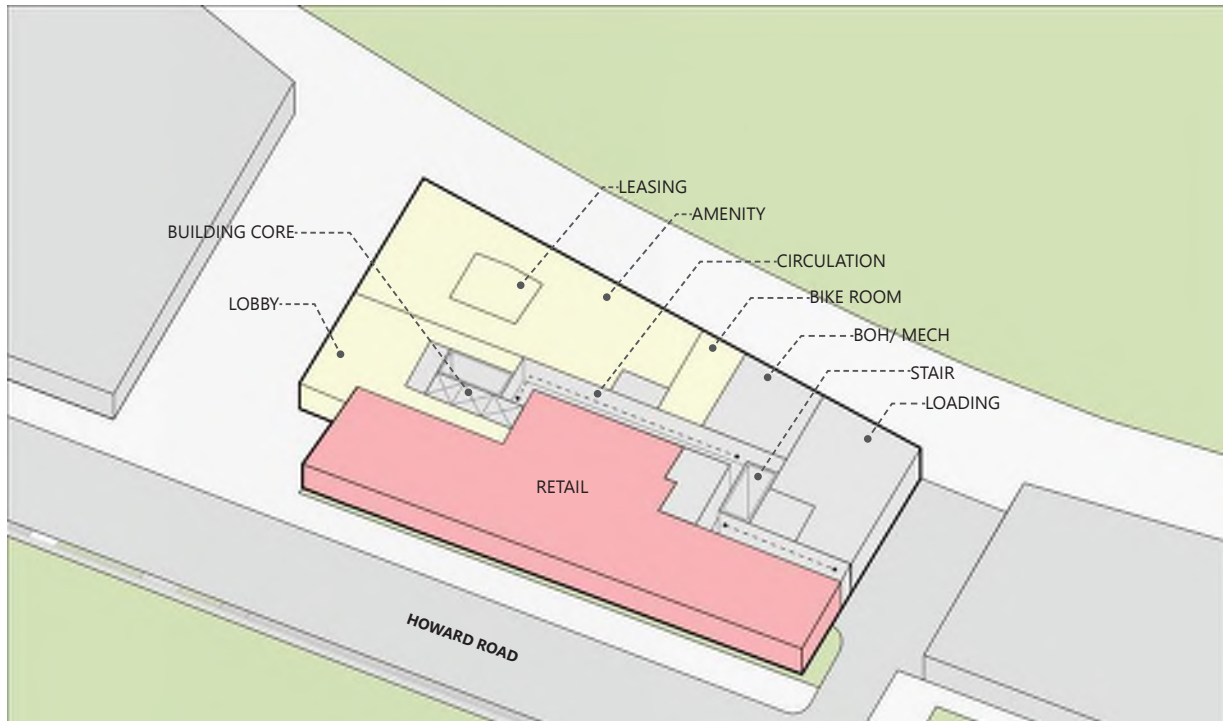 LEASING
AMENITY
BUILDING CORE
CIRCULATION
LOBBY
BIKE ROOM
BOH/ MECH
STAIR
LOADING
RETAIL
HOWARD ROAD